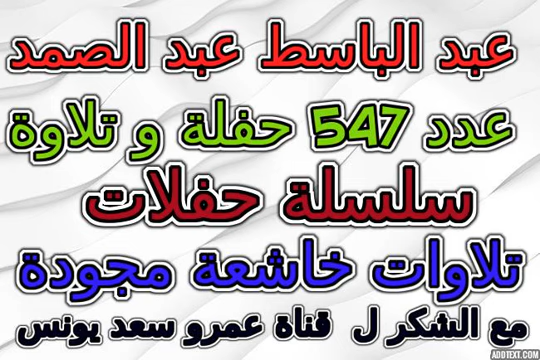 عبد الباسط عبد الصمد
عدد 547 حفلة و تلاوة
سلسلة حفلات
تلاوات خاشعة مجودة
مع الشكر ل قناة عمرو سعد يونس
ADDTEXT.COM